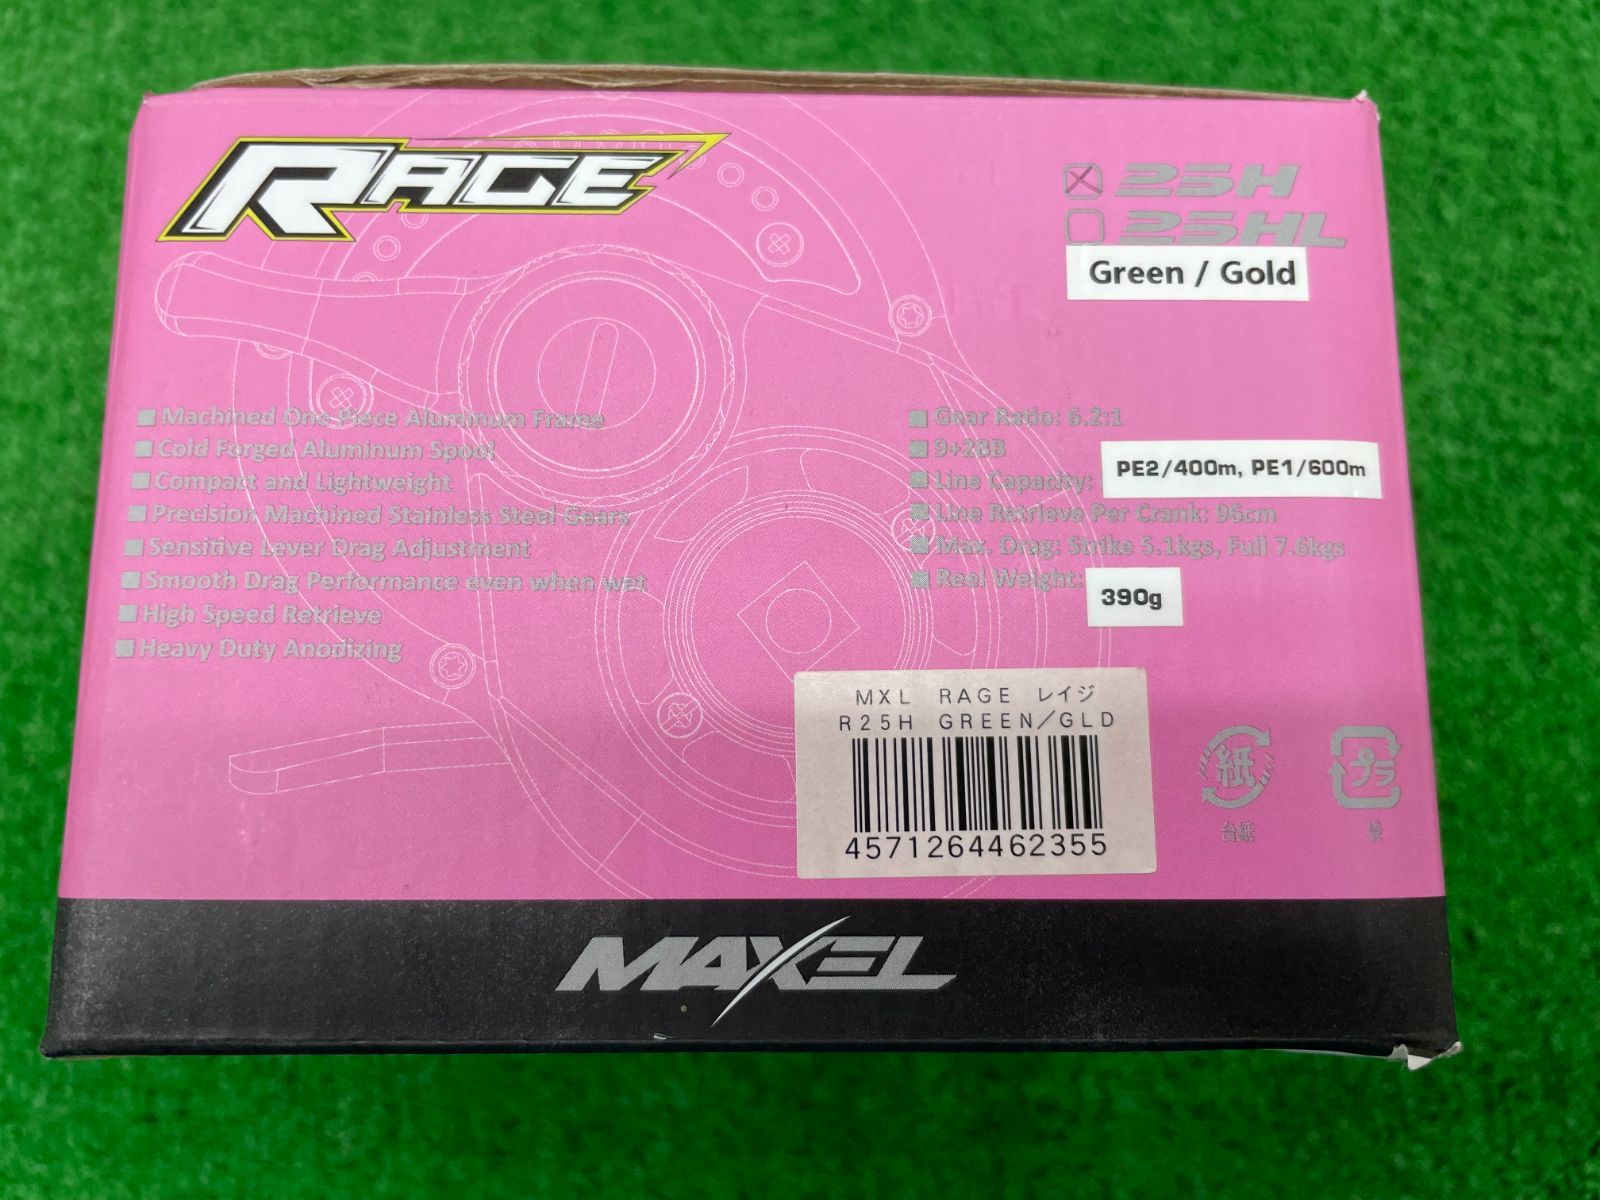 RAGE
25H
25HL
Green / Gold
Machined One Piece Aluminum Frame
Cold Forged Aluminum Spool
Compact and Lightweight
Precision Machined Stainless Steel Gears
Sensitive Lever Drag Adjustment
Smooth Drag Performance even when wet
High Speed Retrieve
Heavy Duty Anodizing
Gear Ratio: 6.2:1
9+2BB
Line Capacity: PE2/400m, PE1/600m
Line Retrieve Per Crank: 96cm
Max. Drag: Strike 5.1kgs, Full 7.6kgs
Reel Weight: 390g
MXL RAGE レイジ
R25H GREEN/GLD
4571264462355
紙
台紙
プラ
袋
MAXEL